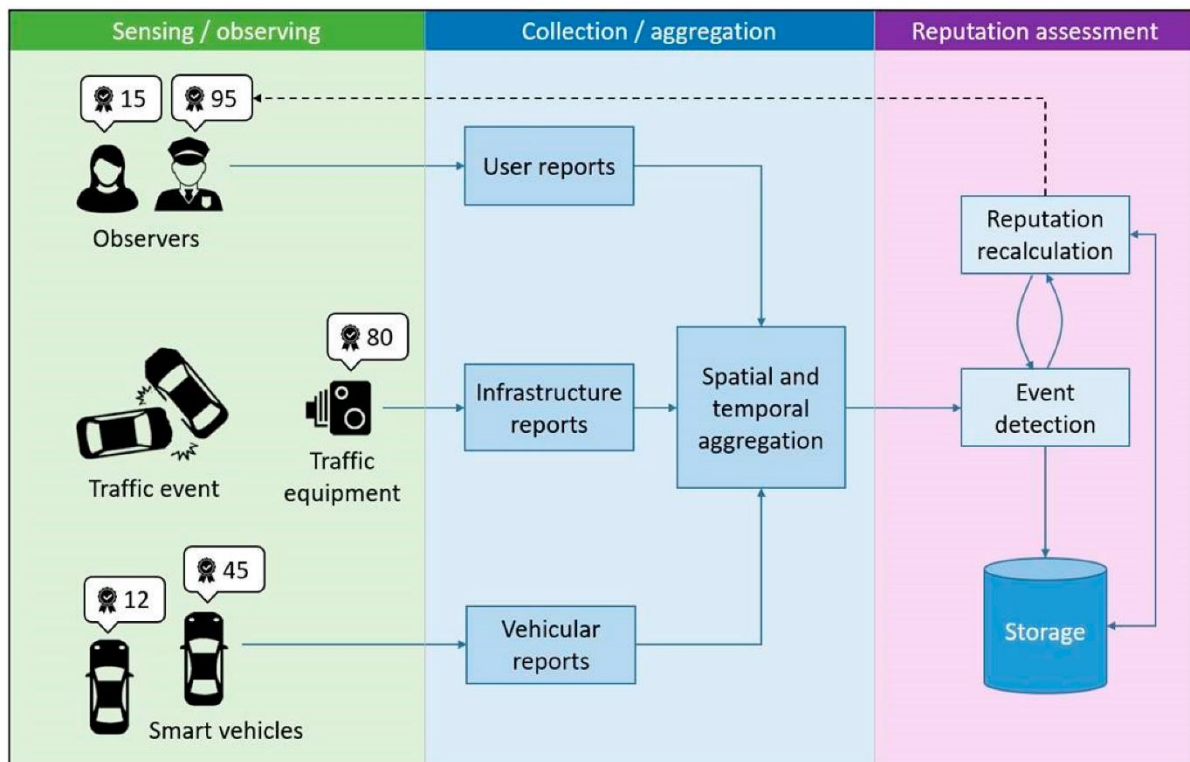 Sensing / observing
Collection / aggregation
Reputation assessment
15
95
Observers
User reports
Reputation
recalculation
80
Traffic event
Traffic
equipment
Infrastructure
reports
Spatial and
temporal
aggregation
Event
detection
12
45
Smart vehicles
Vehicular
reports
Storage